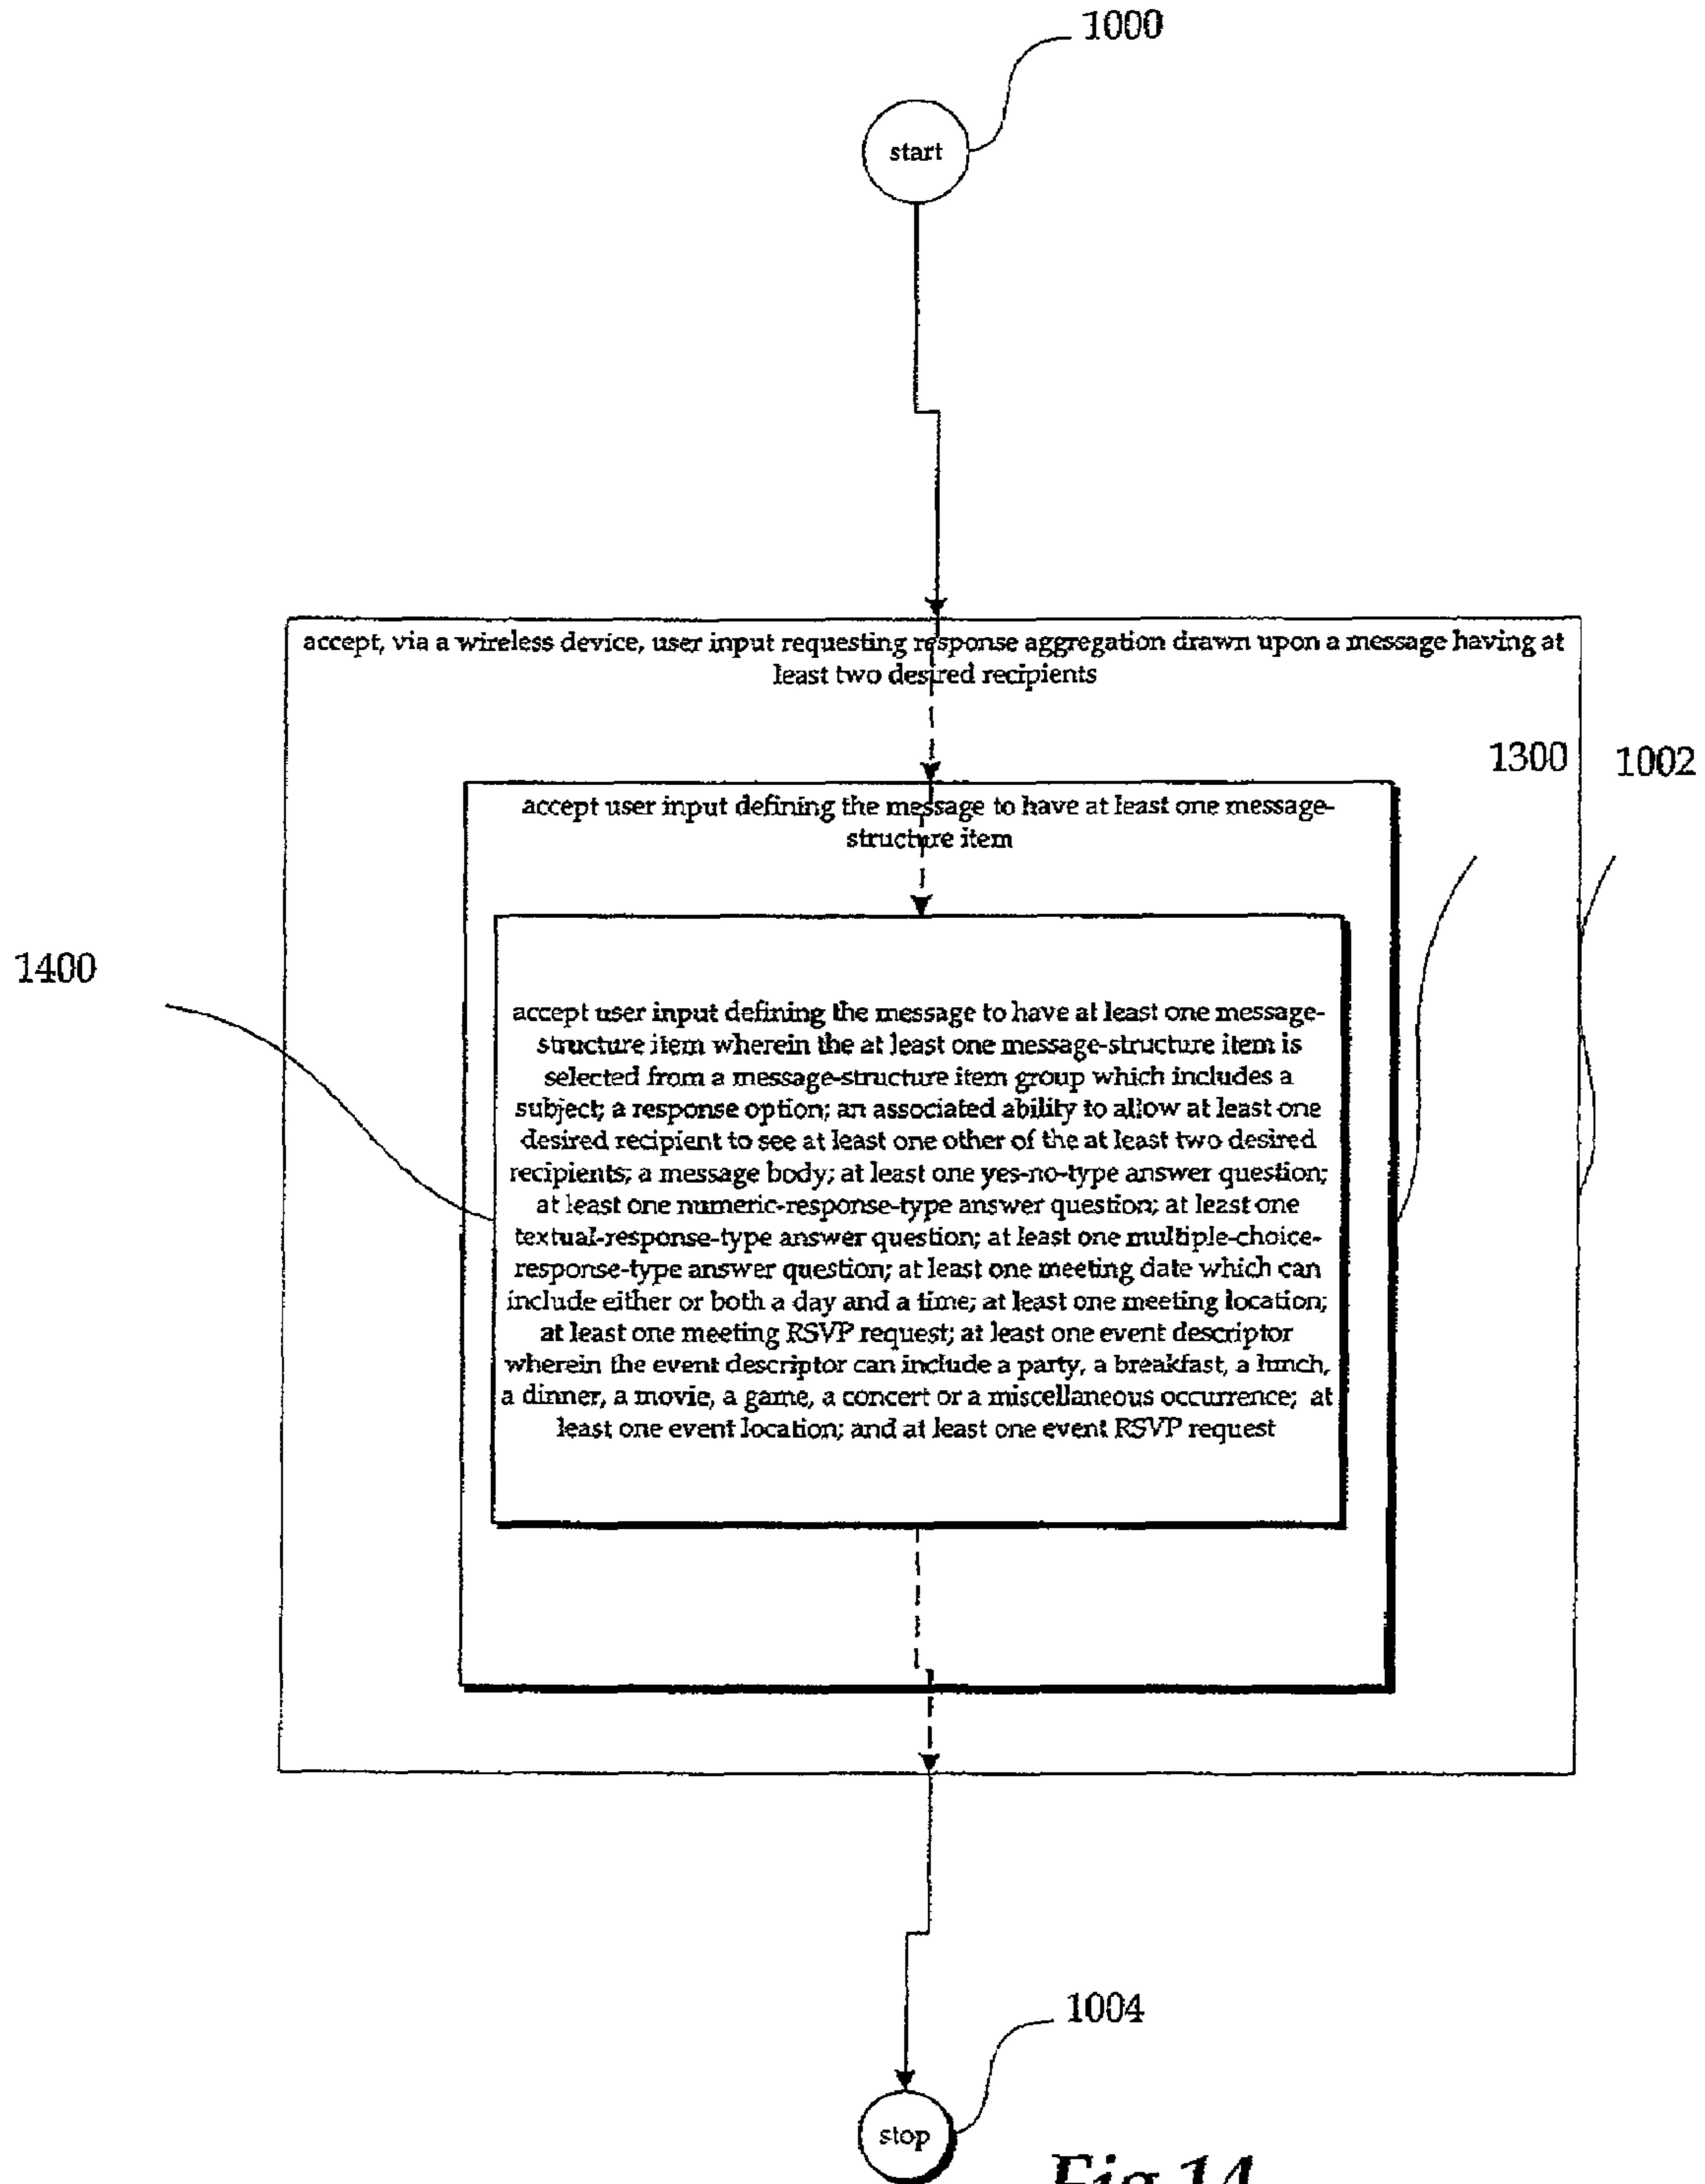 1000
start
accept, via a wireless device, user input requesting response aggregation drawn upon a message having at
least two desired recipients
1300
1002
accept user input defining the message to have at least one message-
structure item
1400
accept user input defining the message to have at least one message-
structure item wherein the at least one message-structure item is
selected from a message-structure item group which includes a
subject; a response option; an associated ability to allow at least one
desired recipient to see at least one other of the at least two desired
recipients; a message body; at least one yes-no-type answer question;
at least one numeric-response-type answer question; at least one
textual-response-type answer question; at least one multiple-choice-
response-type answer question; at least one meeting date which can
include either or both a day and a time; at least one meeting location;
at least one meeting RSVP request; at least one event descriptor
wherein the event descriptor can include a party, a breakfast, a lunch,
a dinner, a movie, a game, a concert or a miscellaneous occurrence; at
least one event location; and at least one event RSVP request
1004
stop
Fig 14